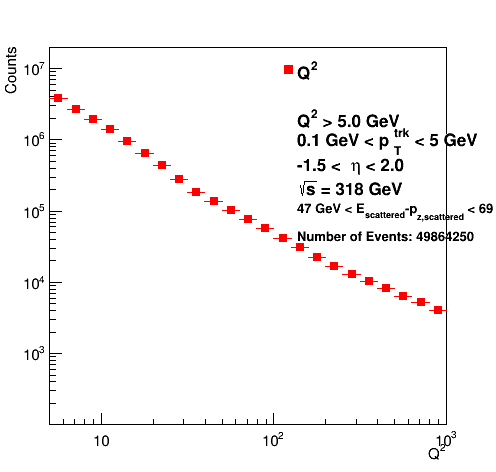 Counts
10⁷
10⁶
10⁵
10⁴
10³
Q²
Q² > 5.0 GeV
0.1 GeV < p_T^trk < 5 GeV
-1.5 < η < 2.0
√s = 318 GeV
47 GeV < E_scattered-p_z,scattered < 69
Number of Events: 49864250
10
10²
10³
Q²